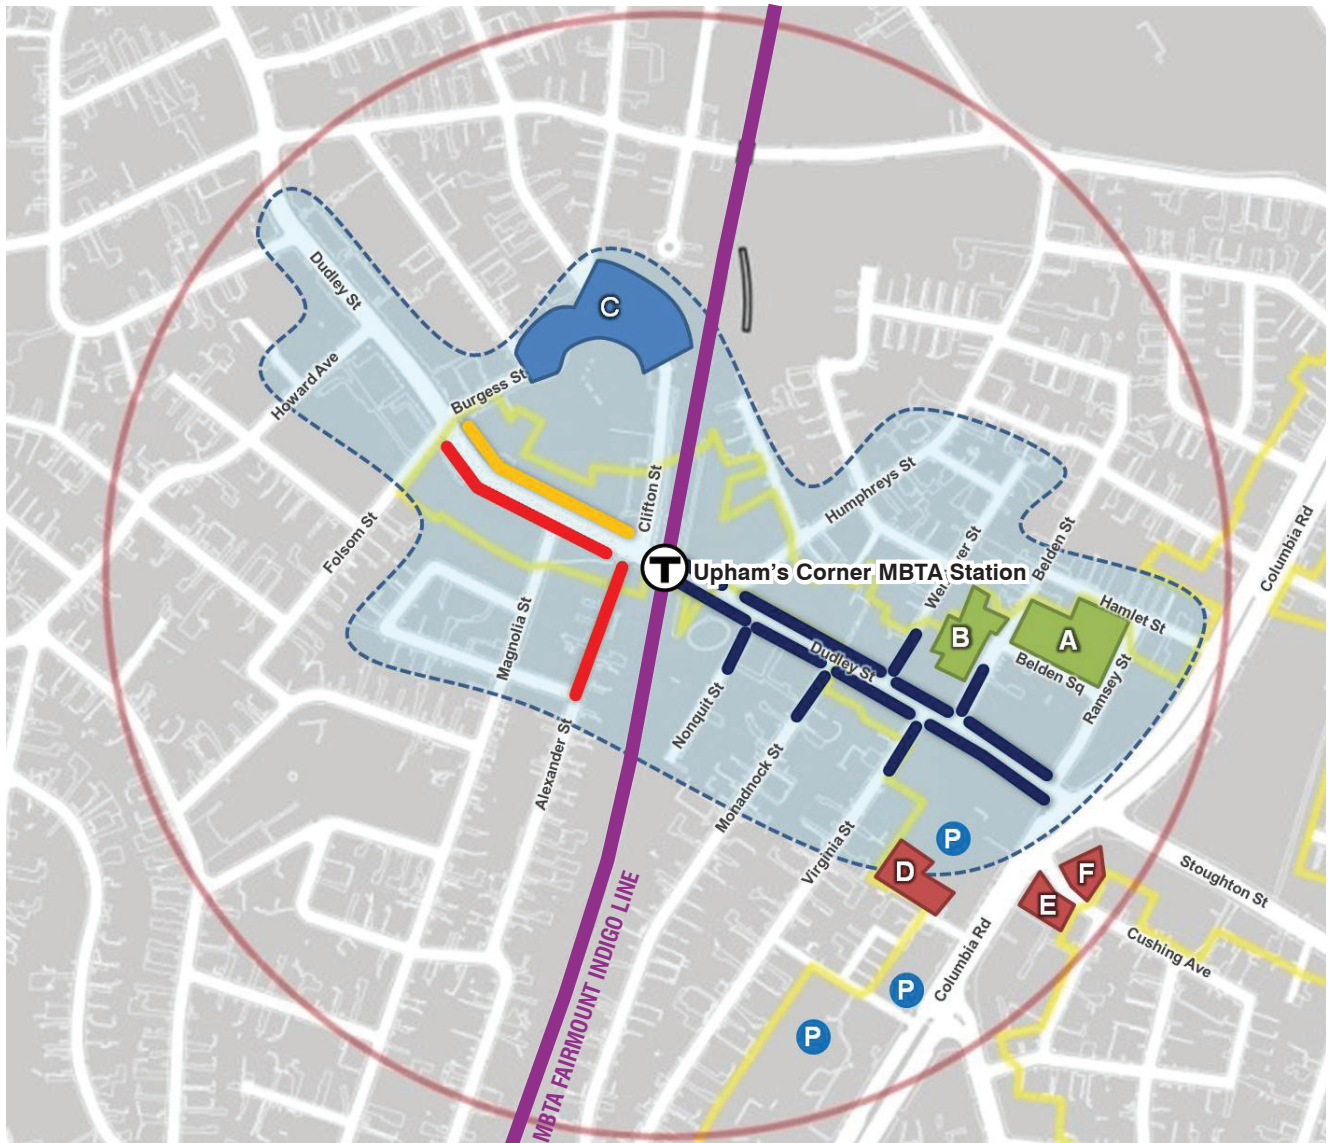 Dudley St
C
Howard Ave
Burgess St
Clifton St
Humphreys St
Folsom St
Columbia Rd
T
Upham's Corner MBTA Station
Belden St
Hamlet St
B
A
Magnolia St
Dudley St
Belden Sq
Ramsey St
Nonquit St
Alexander St
Monadnock St
Virginia St
P
D
F
E
Stoughton St
Cushing Ave
Columbia Rd
P
P
MBTA FAIRMOUNT INDIGO LINE